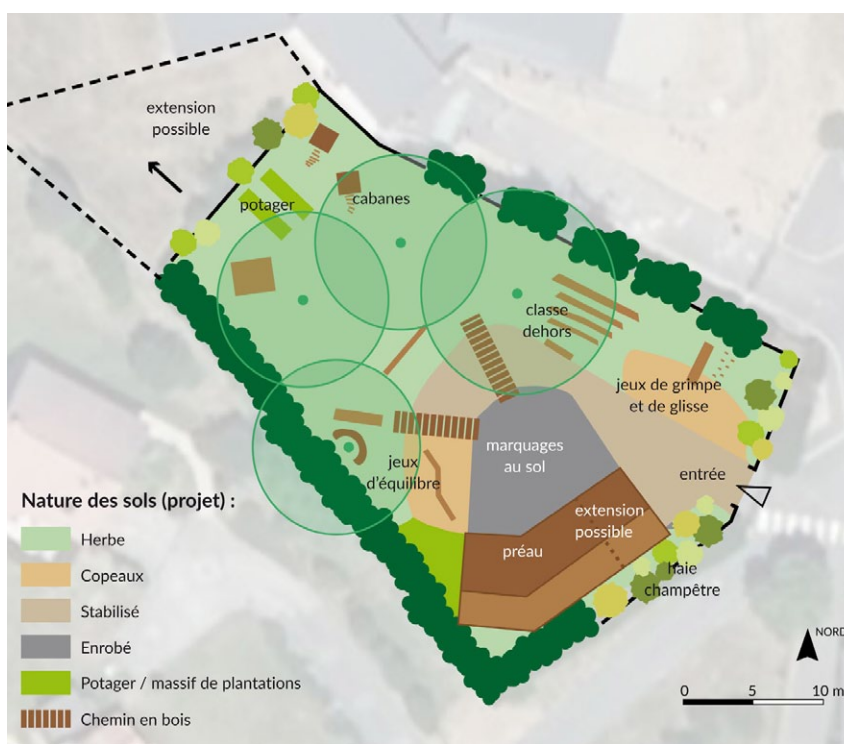 extension
possible
cabanes
potager
classe
dehors
jeux de grimpe
et de glisse
marquages
au sol
jeux
d'équilibre
entrée
extension
possible
préau
haie
champêtre
Nature des sols (projet) :
Herbe
Copeaux
Stabilisé
Enrobé
Potager / massif de plantations
Chemin en bois
NORD
0 5 10 m